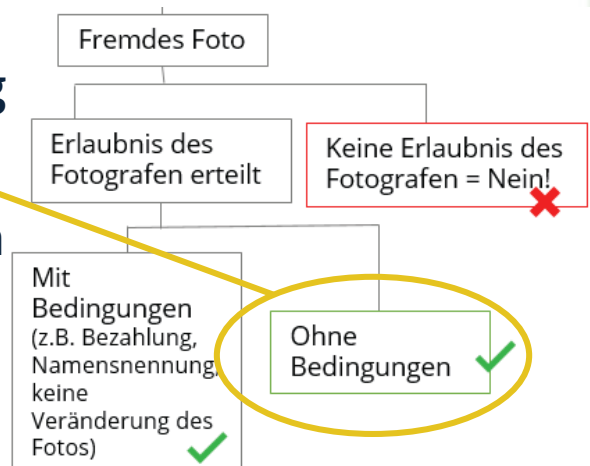 Fremdes Foto
g
Erlaubnis des
Fotografen erteilt
Keine Erlaubnis des
Fotografen = Nein!
n
Mit
Bedingungen
(z.B. Bezahlung,
Namensnennung,
keine
Veränderung des
Fotos)
Ohne
Bedingungen